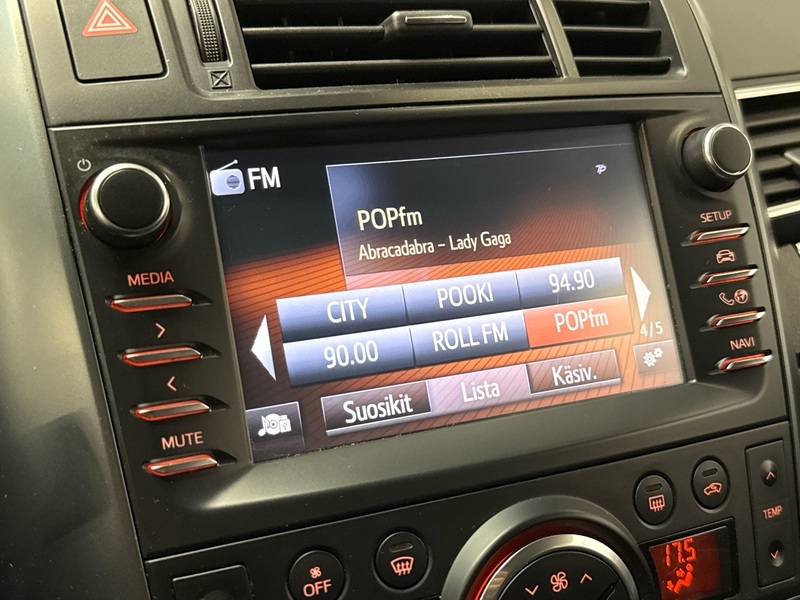 FM
TP
POPfm
Abracadabra – Lady Gaga
CITY POOKI 94.90
90.00 ROLL FM POPfm
4/5
Suosikit Lista Käsiv.
MEDIA
>
<
MUTE
SETUP
NAVI
OFF
17.5
TEMP